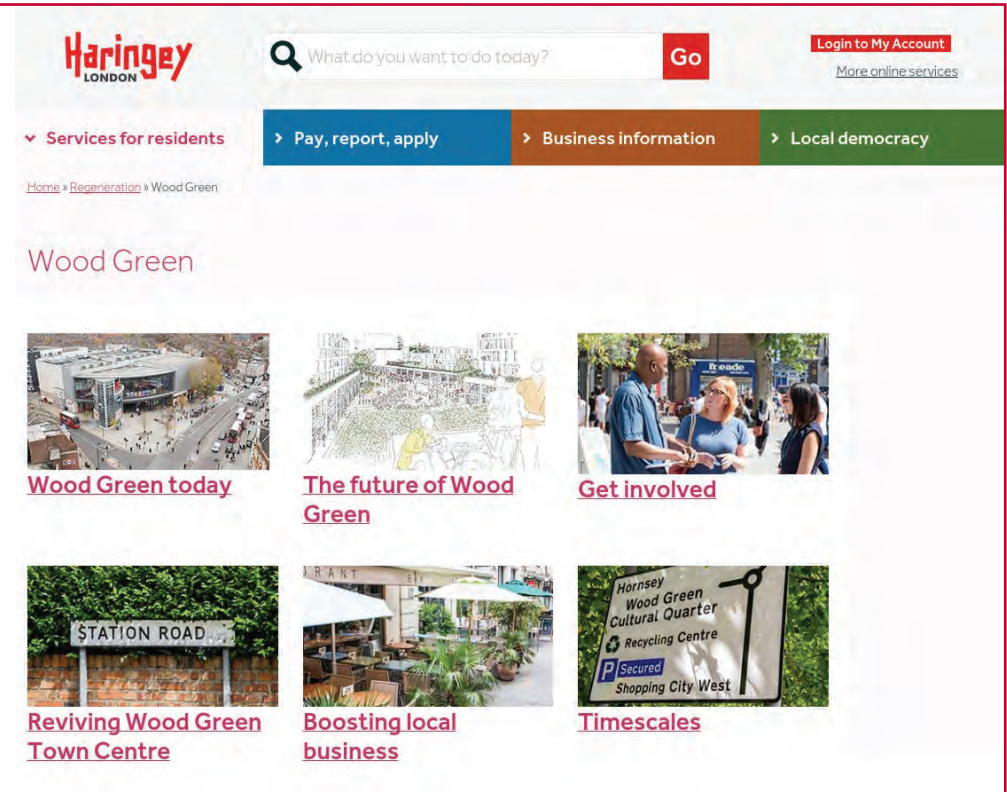 Haringey
LONDON
What do you want to do today?
Go
Login to My Account
More online services
Services for residents
Pay, report, apply
Business information
Local democracy
Home » Regeneration » Wood Green
Wood Green
Wood Green today
The future of Wood
Green
meade
Get involved
STATION ROAD
Reviving Wood Green
Town Centre
RANT
Boosting local
business
Hornsey
Wood Green
Cultural Quarter
Recycling Centre
P Secured
Shopping City West
Timescales